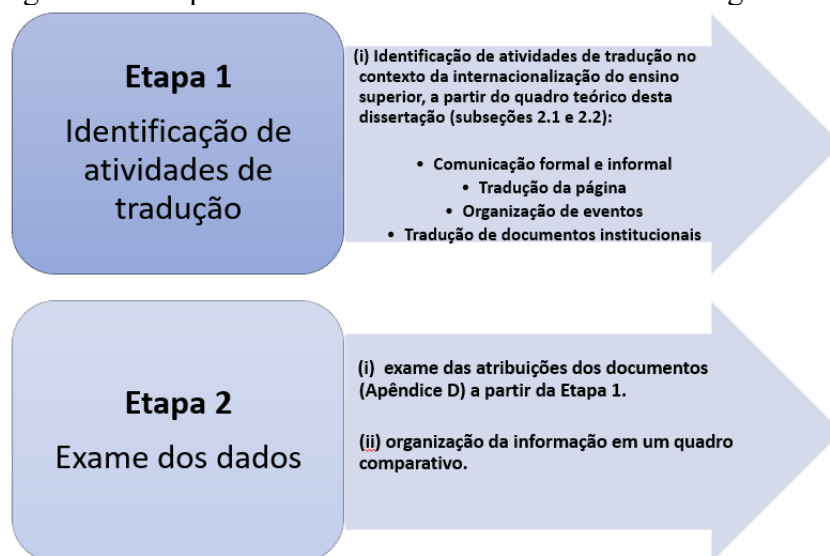 Etapa 1
Identificação de
atividades de
tradução
(i) Identificação de atividades de tradução no
contexto da internacionalização do ensino
superior, a partir do quadro teórico desta
dissertação (subseções 2.1 e 2.2):
• Comunicação formal e informal
• Tradução da página
• Organização de eventos
• Tradução de documentos institucionais
Etapa 2
Exame dos dados
(i) exame das atribuições dos documentos
(Apêndice D) a partir da Etapa 1.
(ii) organização da informação em um quadro
comparativo.